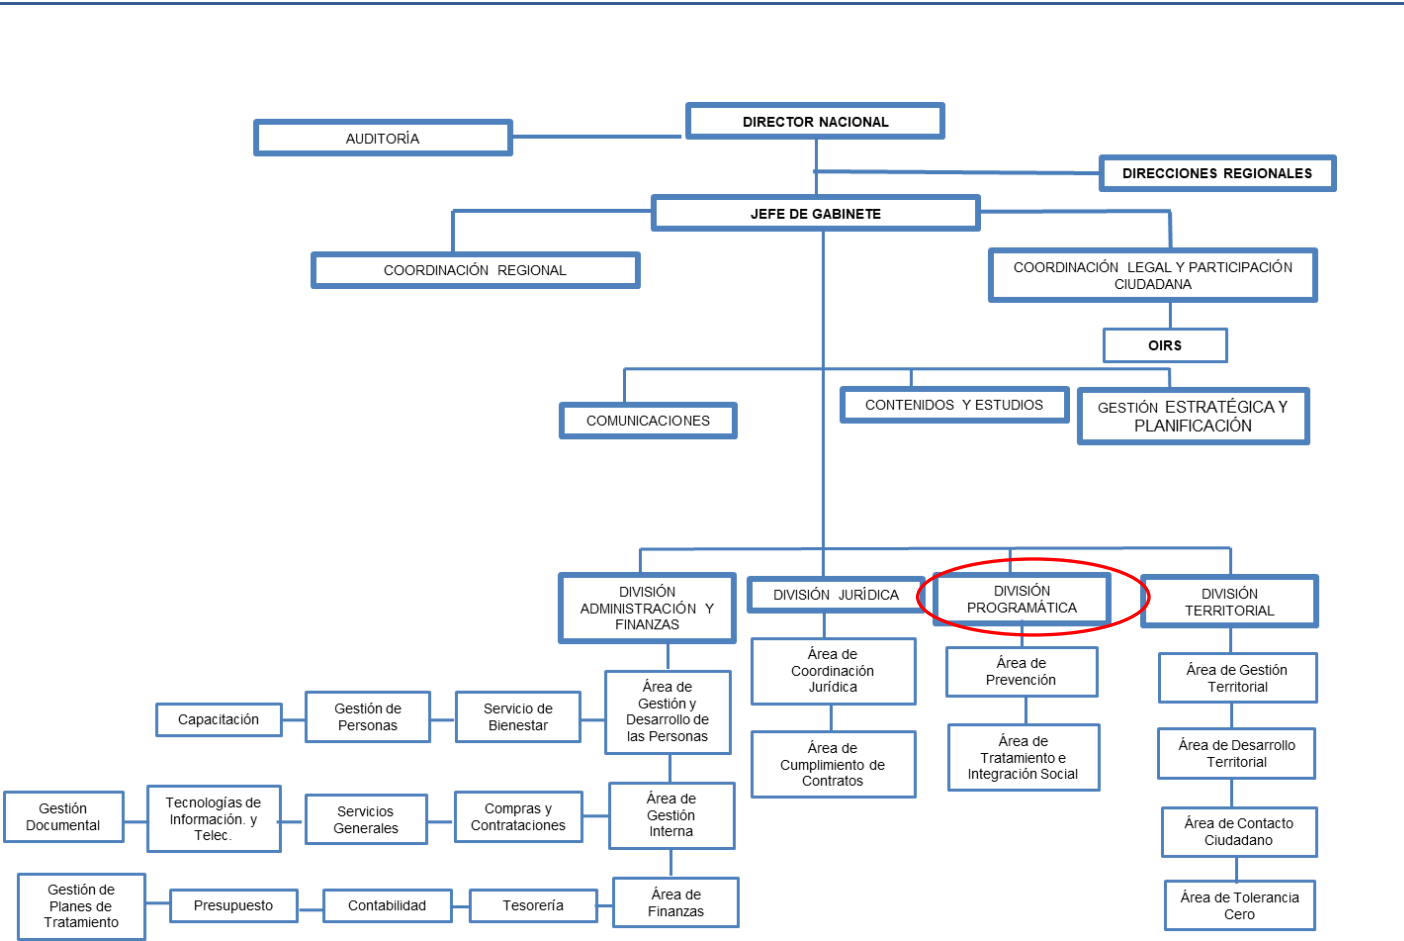 DIRECTOR NACIONAL
AUDITORÍA
DIRECCIONES REGIONALES
JEFE DE GABINETE
COORDINACIÓN REGIONAL
COORDINACIÓN LEGAL Y PARTICIPACIÓN
CIUDADANA
OIRS
COMUNICACIONES
CONTENIDOS Y ESTUDIOS
GESTIÓN ESTRATÉGICA Y
PLANIFICACIÓN
DIVISIÓN
ADMINISTRACIÓN Y
FINANZAS
DIVISIÓN JURÍDICA
DIVISIÓN
PROGRAMÁTICA
DIVISIÓN
TERRITORIAL
Área de
Coordinación
Jurídica
Área de
Prevención
Área de Gestión
Territorial
Capacitación
Gestión de
Personas
Servicio de
Bienestar
Área de
Gestión y
Desarrollo de
las Personas
Área de
Cumplimiento de
Contratos
Área de
Tratamiento e
Integración Social
Área de Desarrollo
Territorial
Gestión
Documental
Tecnologías de
Información. y
Telec.
Servicios
Generales
Compras y
Contrataciones
Área de
Gestión
Interna
Área de Contacto
Ciudadano
Gestión de
Planes de
Tratamiento
Presupuesto
Contabilidad
Tesorería
Área de
Finanzas
Área de Tolerancia
Cero